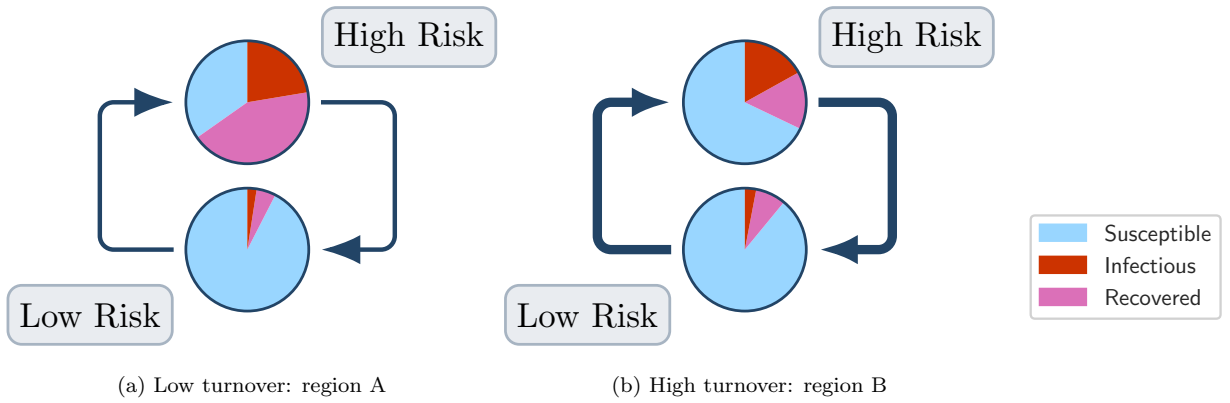 High Risk
Low Risk
(a) Low turnover: region A
High Risk
Low Risk
(b) High turnover: region B
Susceptible
Infectious
Recovered